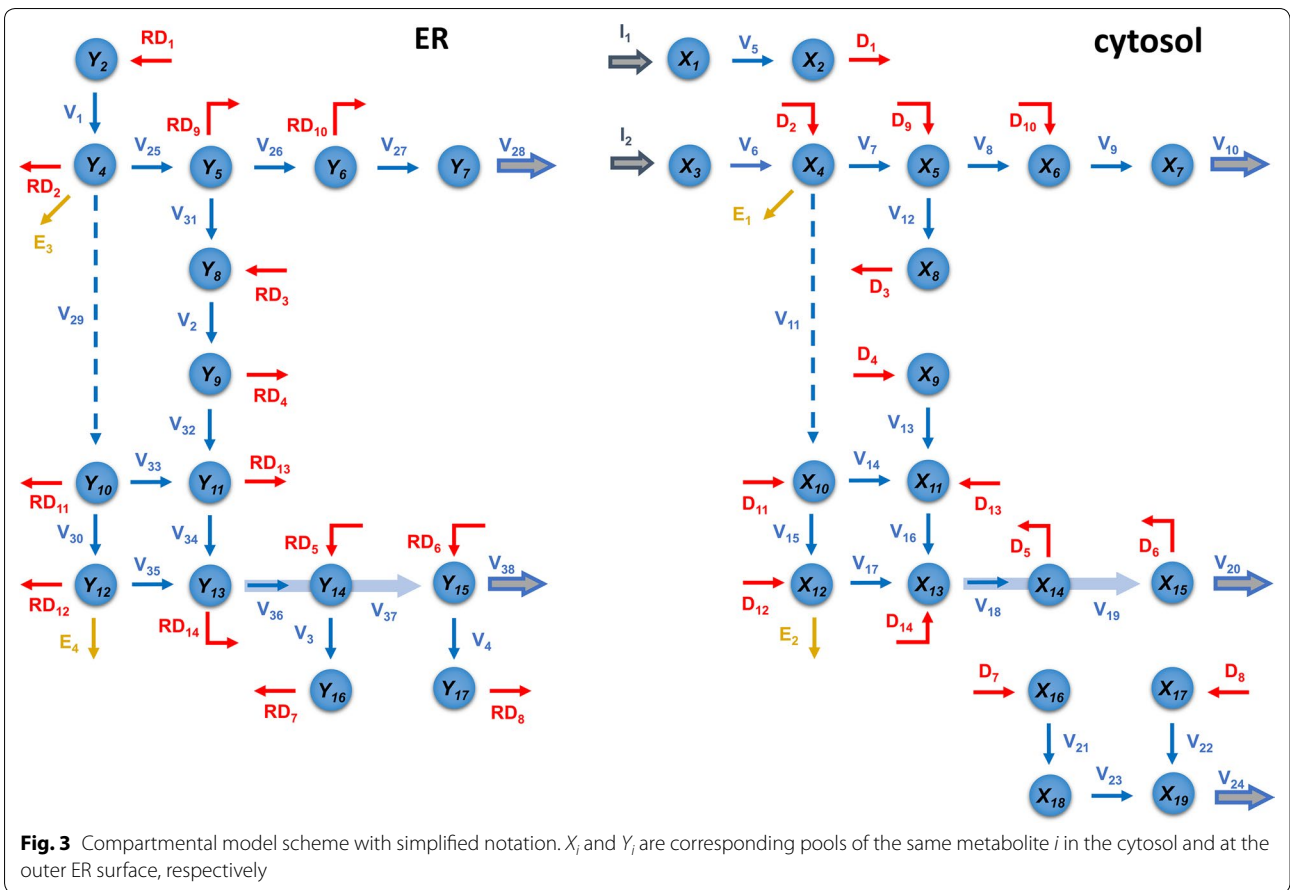 ER
cytosol
RD1
Y2
I1
X1
V5
X2
D1
V1
RD9
RD10
D2
D9
D10
Y4
V25
Y5
V26
Y6
V27
Y7
V28
I2
X3
V6
X4
V7
X5
V8
X6
V9
X7
V10
RD2
E3
V31
E1
V12
Y8
RD3
X8
D3
V29
V2
V11
D4
Y9
RD4
X9
V32
V13
Y10
V33
Y11
RD13
X10
V14
X11
RD11
D11
D13
V30
V34
RD5
RD6
V15
V16
D5
D6
Y12
V35
Y13
V36
Y14
V37
Y15
V38
X12
V17
X13
V18
X14
V19
X15
V20
RD12
RD14
D12
D14
E4
V3
V4
E2
RD7
Y16
Y17
RD8
D7
X16
X17
D8
V21
V22
X18
V23
X19
V24
Fig. 3 Compartmental model scheme with simplified notation. Xi and Yi are corresponding pools of the same metabolite i in the cytosol and at the
outer ER surface, respectively